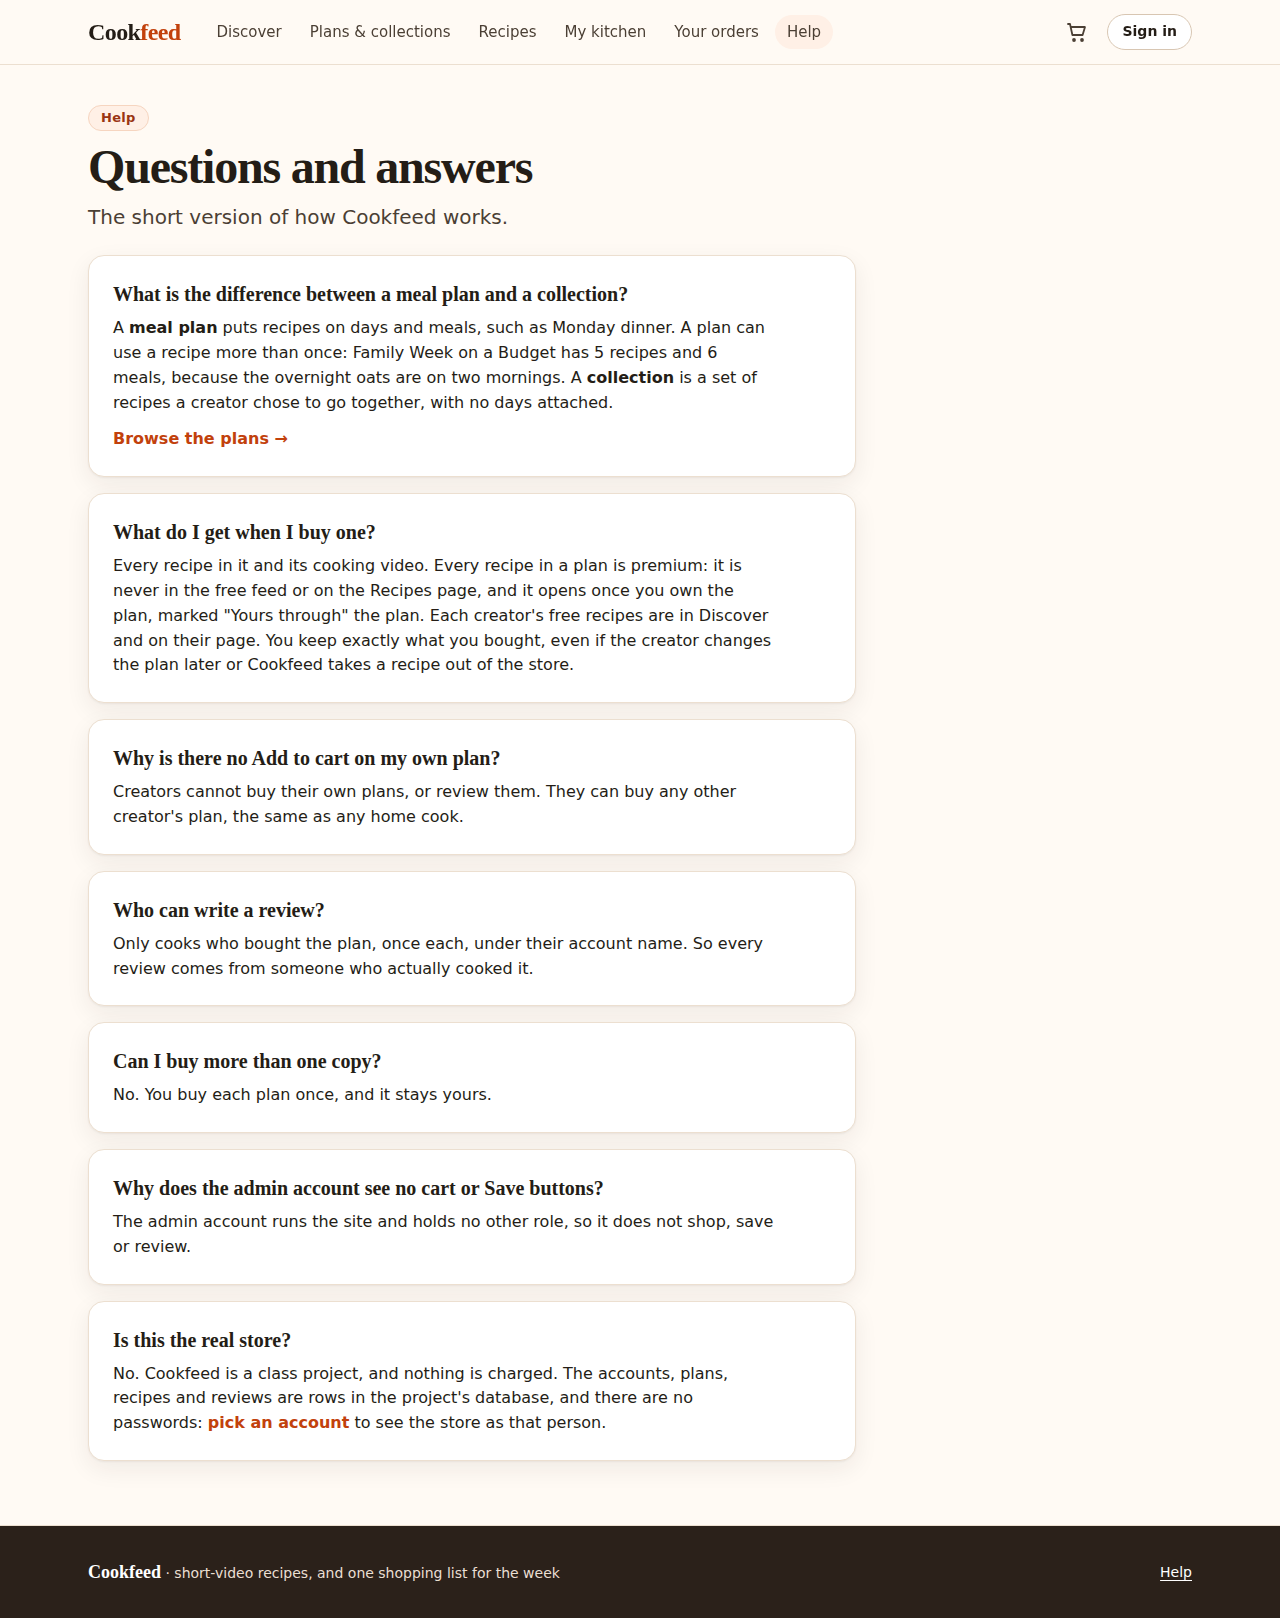 Cookfeed Discover Plans & collections Recipes My kitchen Your orders Help Sign in
Help
Questions and answers
The short version of how Cookfeed works.
What is the difference between a meal plan and a collection?
A meal plan puts recipes on days and meals, such as Monday dinner. A plan can
use a recipe more than once: Family Week on a Budget has 5 recipes and 6
meals, because the overnight oats are on two mornings. A collection is a set of
recipes a creator chose to go together, with no days attached.
Browse the plans →
What do I get when I buy one?
Every recipe in it and its cooking video. Every recipe in a plan is premium: it is
never in the free feed or on the Recipes page, and it opens once you own the
plan, marked "Yours through" the plan. Each creator's free recipes are in Discover
and on their page. You keep exactly what you bought, even if the creator changes
the plan later or Cookfeed takes a recipe out of the store.
Why is there no Add to cart on my own plan?
Creators cannot buy their own plans, or review them. They can buy any other
creator's plan, the same as any home cook.
Who can write a review?
Only cooks who bought the plan, once each, under their account name. So every
review comes from someone who actually cooked it.
Can I buy more than one copy?
No. You buy each plan once, and it stays yours.
Why does the admin account see no cart or Save buttons?
The admin account runs the site and holds no other role, so it does not shop, save
or review.
Is this the real store?
No. Cookfeed is a class project, and nothing is charged. The accounts, plans,
recipes and reviews are rows in the project's database, and there are no
passwords: pick an account to see the store as that person.
Cookfeed · short-video recipes, and one shopping list for the week Help